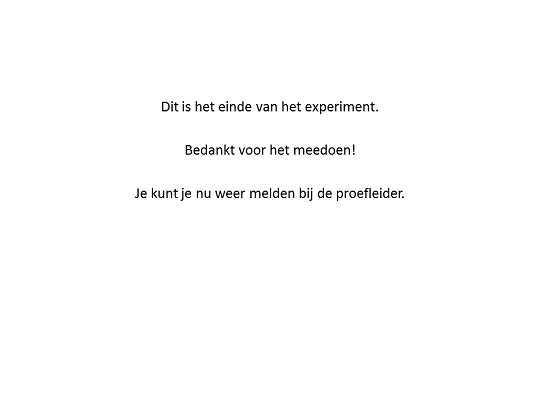 Dit is het einde van het experiment.
Bedankt voor het meedoen!
Je kunt je nu weer melden bij de proefleider.